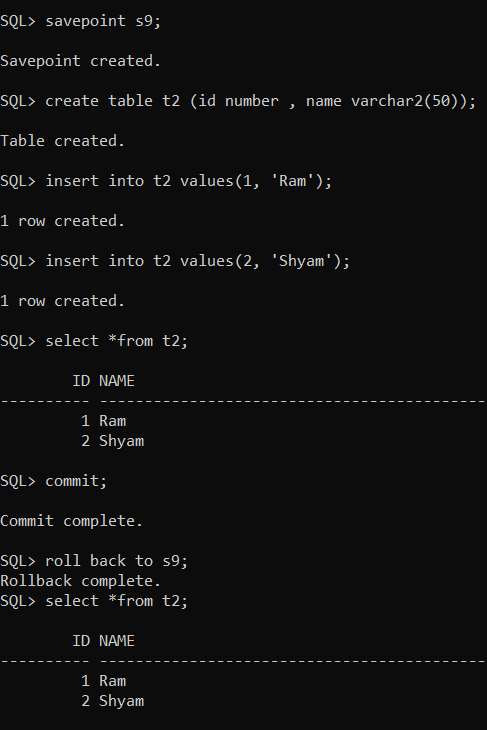 SQL> savepoint s9;
Savepoint created.
SQL> create table t2 (id number , name varchar2(50));
Table created.
SQL> insert into t2 values(1, 'Ram');
1 row created.
SQL> insert into t2 values(2, 'Shyam');
1 row created.
SQL> select *from t2;
        ID NAME
---------- -------------------------------------------
         1 Ram
         2 Shyam
SQL> commit;
Commit complete.
SQL> roll back to s9;
Rollback complete.
SQL> select *from t2;
        ID NAME
---------- -------------------------------------------
         1 Ram
         2 Shyam